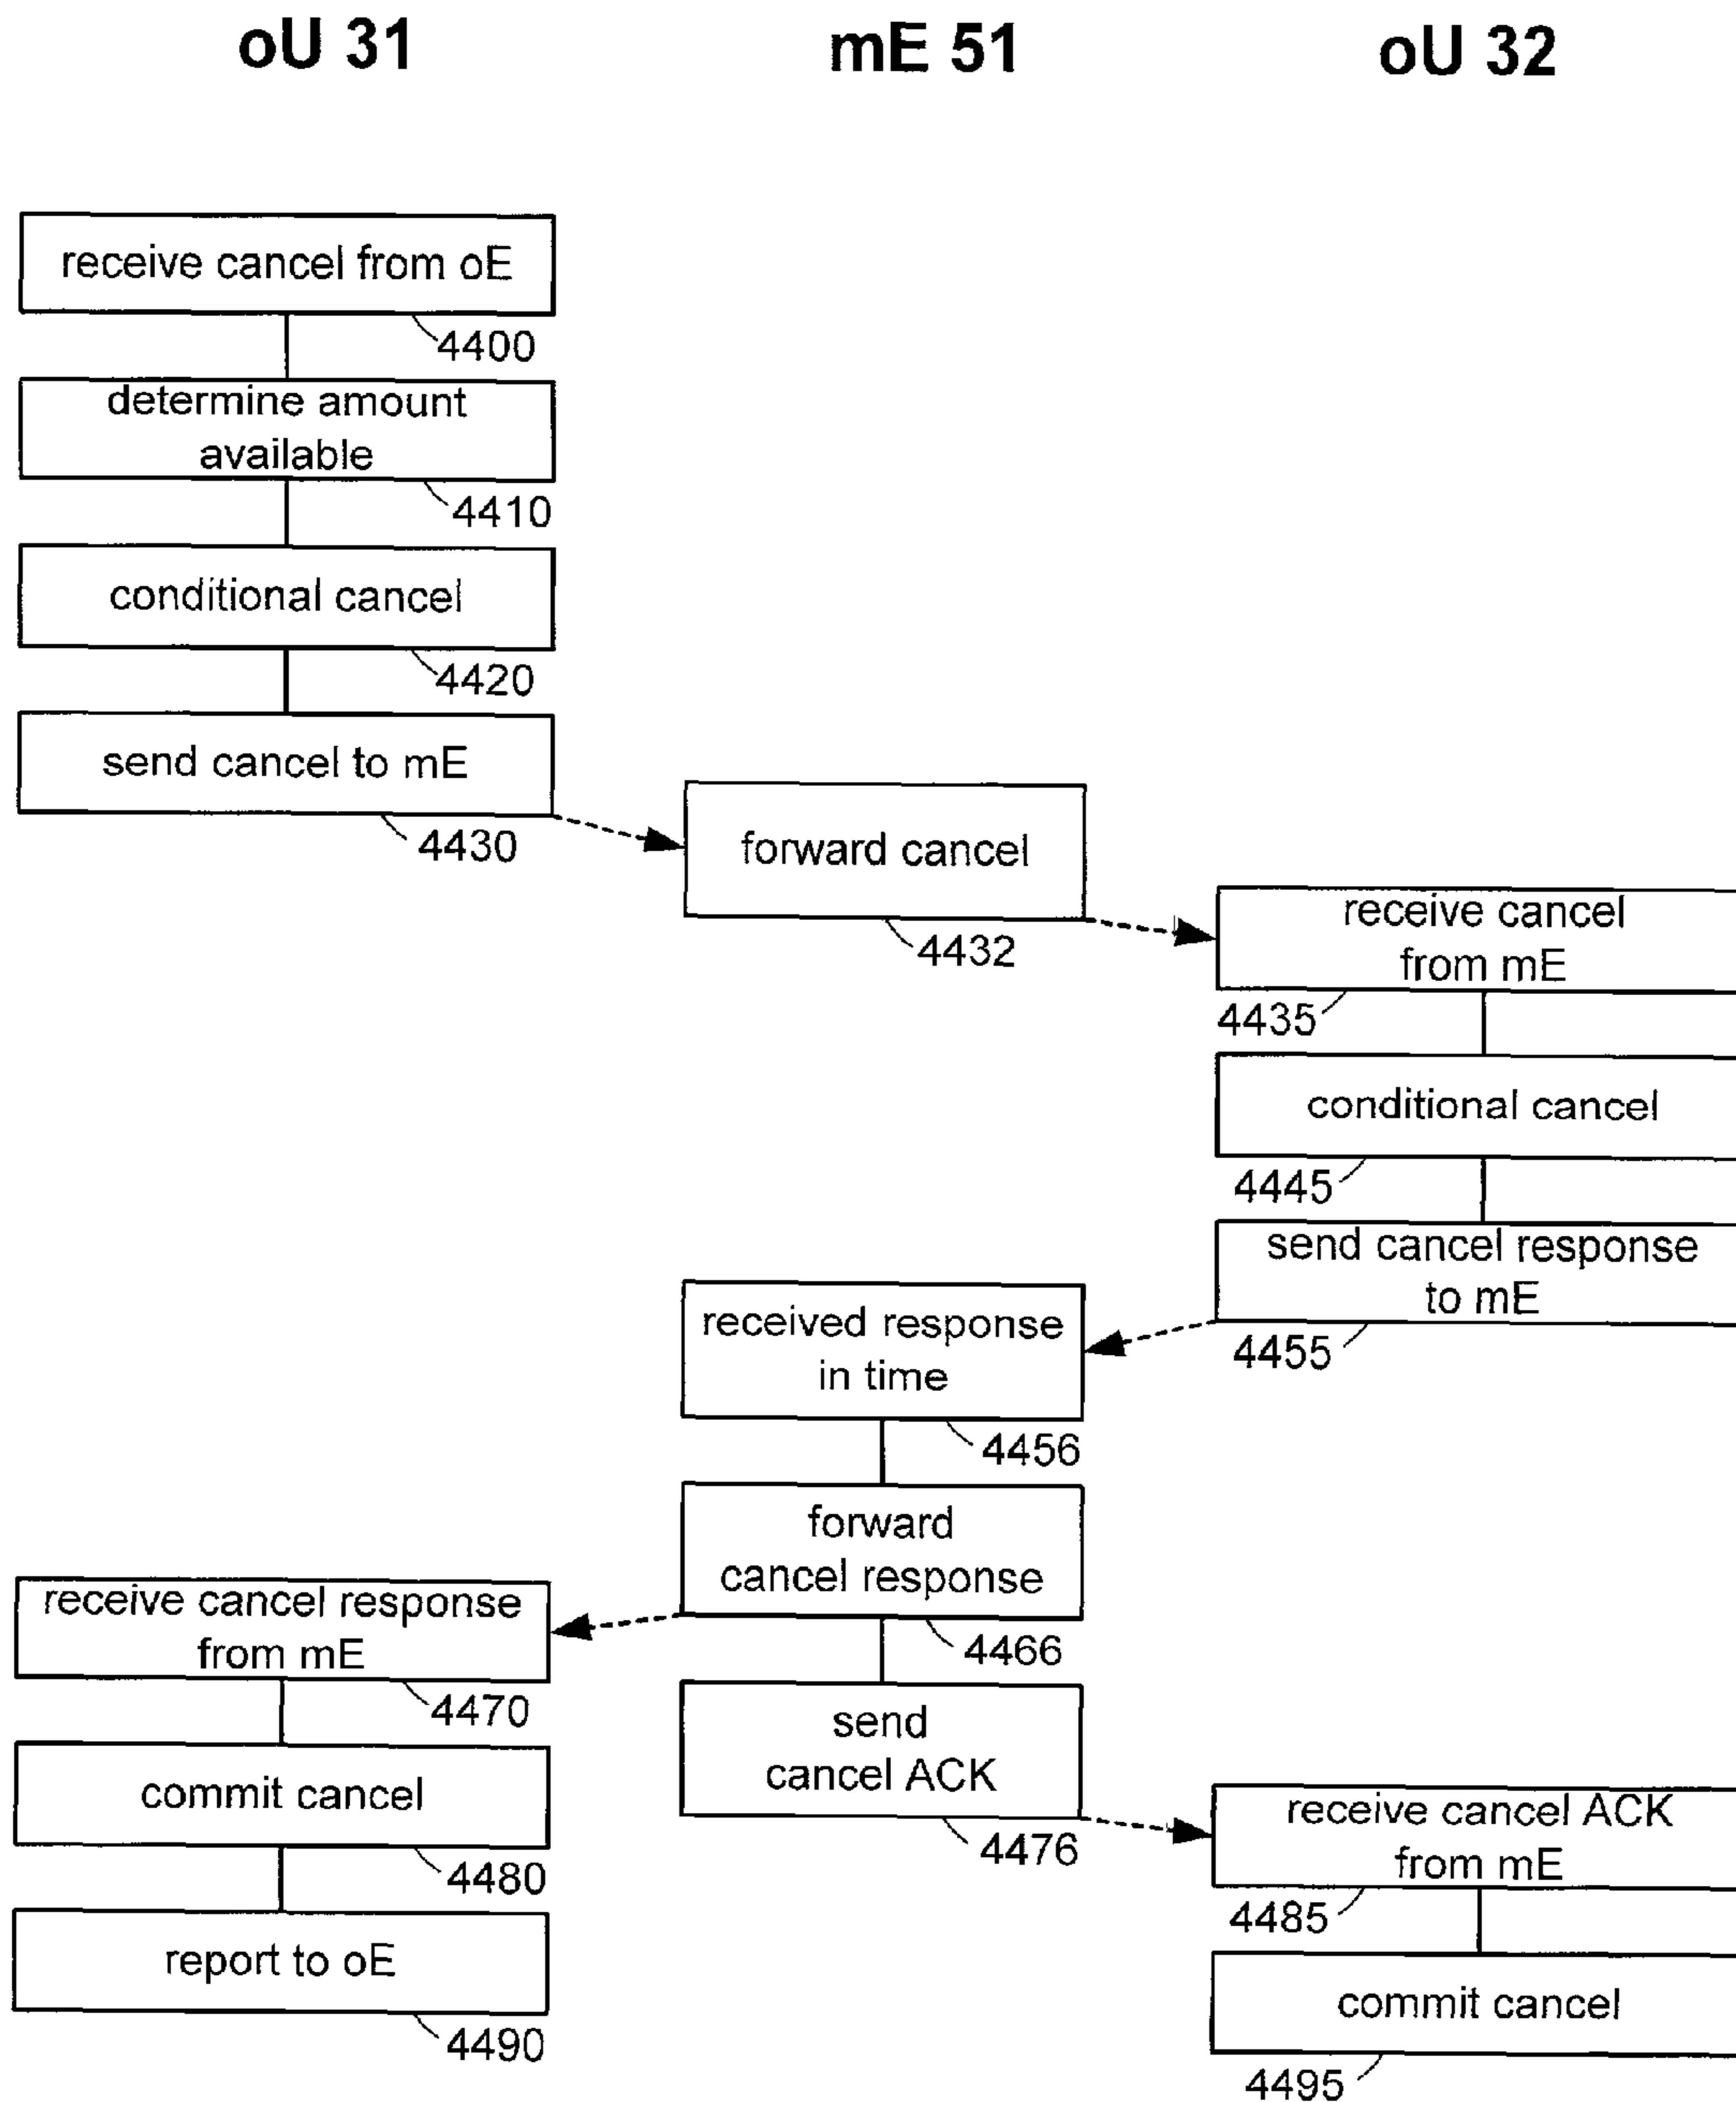 oU 31
mE 51
oU 32
receive cancel from oE
4400
determine amount
available
4410
conditional cancel
4420
send cancel to mE
4430
forward cancel
4432
receive cancel
from mE
4435
conditional cancel
4445
send cancel response
to mE
4455
received response
in time
4456
forward
cancel response
4466
receive cancel response
from mE
4470
send
cancel ACK
4476
commit cancel
4480
receive cancel ACK
from mE
4485
report to oE
4490
commit cancel
4495